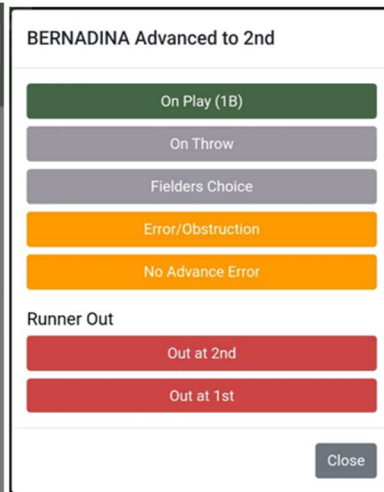 BERNADINA Advanced to 2nd
On Play (1B)
On Throw
Fielders Choice
Error/Obstruction
No Advance Error
Runner Out
Out at 2nd
Out at 1st
Close